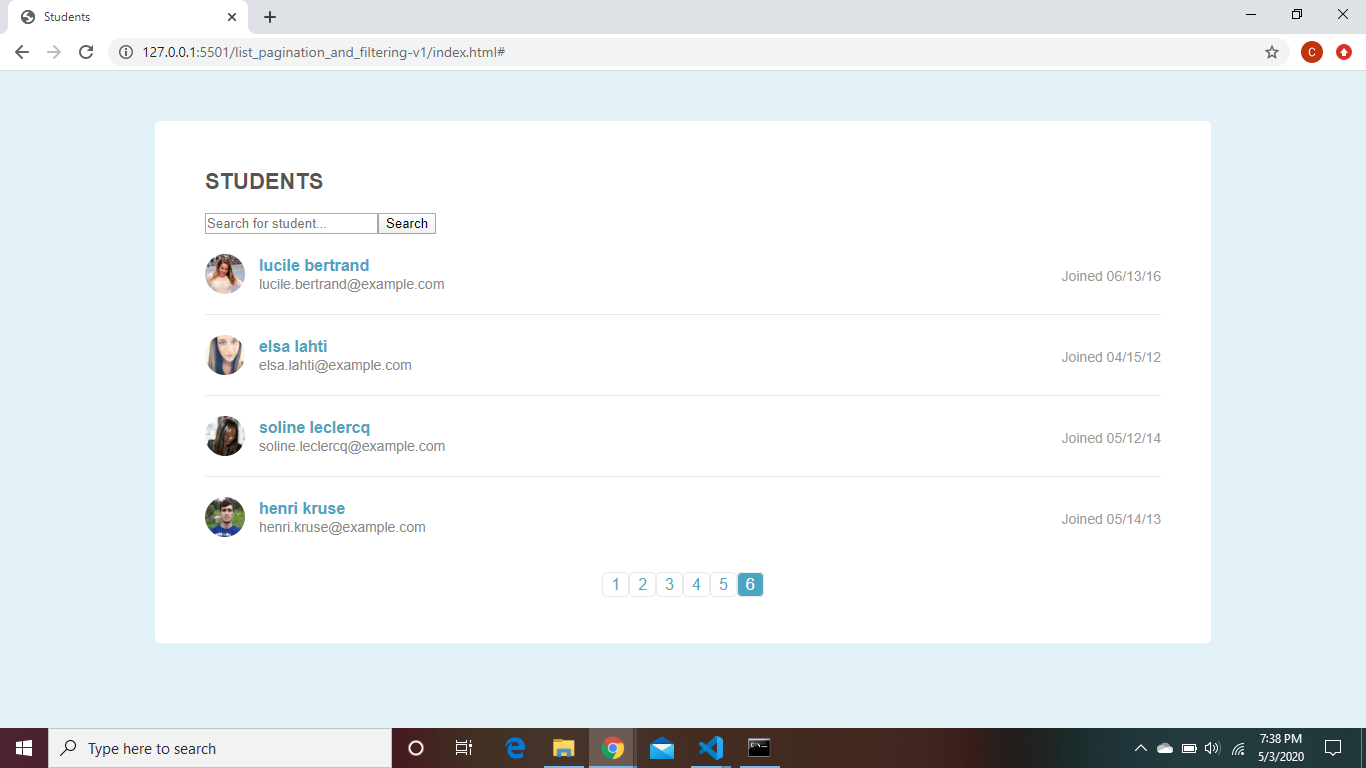 Students
127.0.0.1:5501/list_pagination_and_filtering-v1/index.html#
C
STUDENTS
Search for student...
Search
lucile bertrand
lucile.bertrand@example.com
Joined 06/13/16
elsa lahti
elsa.lahti@example.com
Joined 04/15/12
soline leclercq
soline.leclercq@example.com
Joined 05/12/14
henri kruse
henri.kruse@example.com
Joined 05/14/13
1 2 3 4 5 6
Type here to search
7:38 PM
5/3/2020